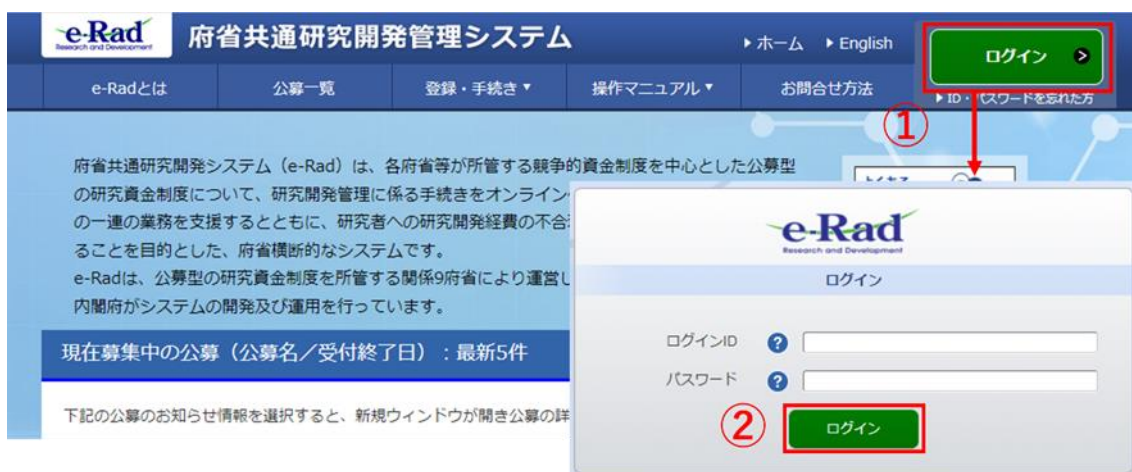 e-Rad
Research and Development
府省共通研究開発管理システム
ホーム
English
ログイン
e-Radとは
公募一覧
登録・手続き▼
操作マニュアル▼
お問合せ方法
ID・パスワードを忘れた方
①
府省共通研究開発システム（e-Rad）は、各府省等が所管する競争的資金制度を中心とした公募型
の研究資金制度について、研究開発管理に係る手続きをオンライン
の一連の業務を支援するとともに、研究者への研究開発経費の不合
ることを目的とした、府省横断的なシステムです。
e-Radは、公募型の研究資金制度を所管する関係9府省により運営し
内閣府がシステムの開発及び運用を行っています。
現在募集中の公募（公募名／受付終了日）：最新5件
下記の公募のお知らせ情報を選択すると、新規ウィンドウが開き公募の詳
よくある
e-Rad
Research and Development
ログイン
ログインID
?
パスワード
?
②
ログイン